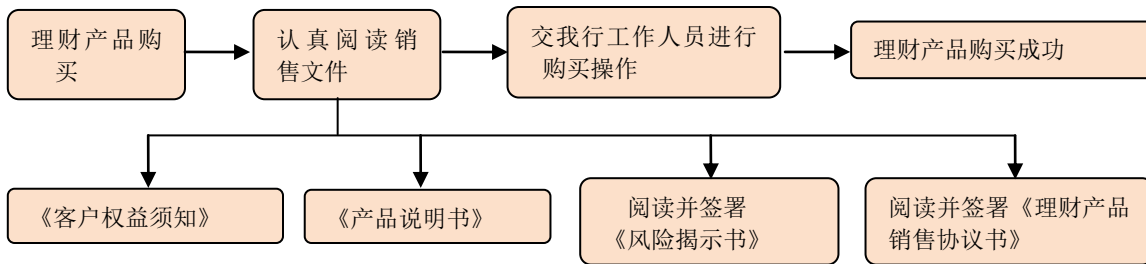 理财产品购
买
认真阅读销
售文件
交我行工作人员进行
购买操作
理财产品购买成功
《客户权益须知》
《产品说明书》
阅读并签署
《风险揭示书》
阅读并签署《理财产品
销售协议书》